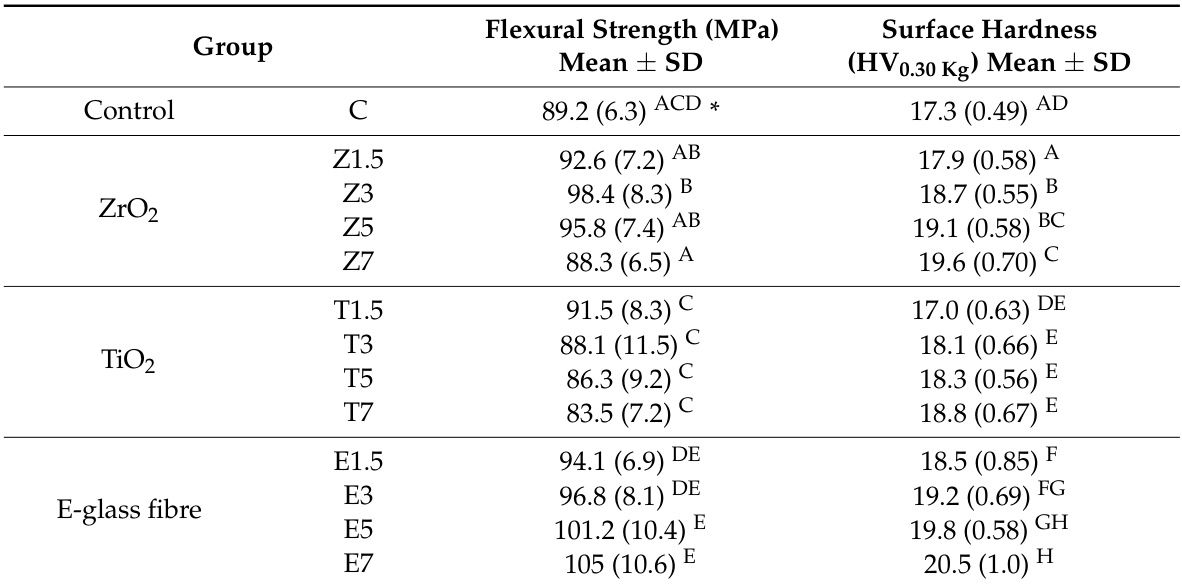 Group Flexural Strength (MPa) Mean ± SD Surface Hardness (HV0.30 Kg) Mean ± SD
Control C 89.2 (6.3) ACD * 17.3 (0.49) AD
ZrO2 Z1.5 92.6 (7.2) AB 17.9 (0.58) A
Z3 98.4 (8.3) B 18.7 (0.55) B
Z5 95.8 (7.4) AB 19.1 (0.58) BC
Z7 88.3 (6.5) A 19.6 (0.70) C
TiO2 T1.5 91.5 (8.3) C 17.0 (0.63) DE
T3 88.1 (11.5) C 18.1 (0.66) E
T5 86.3 (9.2) C 18.3 (0.56) E
T7 83.5 (7.2) C 18.8 (0.67) E
E-glass fibre E1.5 94.1 (6.9) DE 18.5 (0.85) F
E3 96.8 (8.1) DE 19.2 (0.69) FG
E5 101.2 (10.4) E 19.8 (0.58) GH
E7 105 (10.6) E 20.5 (1.0) H